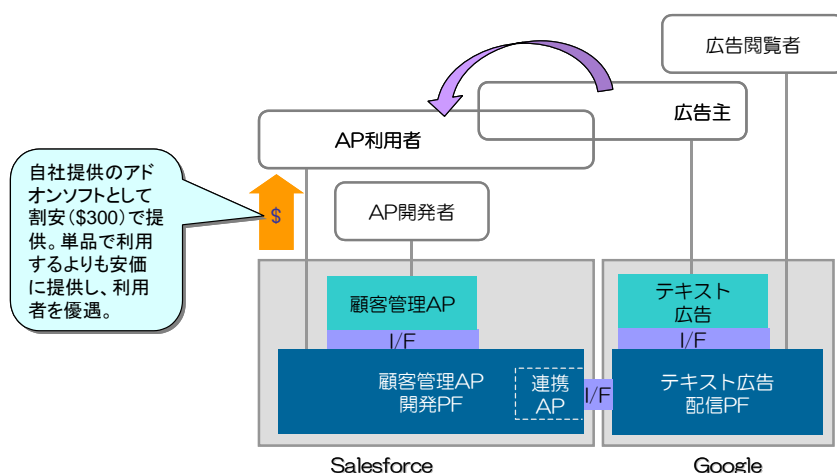 広告閲覧者
広告主
AP利用者
自社提供のアド
オンソフトとして
割安($300)で提
供。単品で利用
するよりも安価
に提供し、利用
者を優遇。
$
AP開発者
顧客管理AP
I/F
テキスト
広告
I/F
顧客管理AP
開発PF
連携
AP
I/F
テキスト広告
配信PF
Salesforce
Google